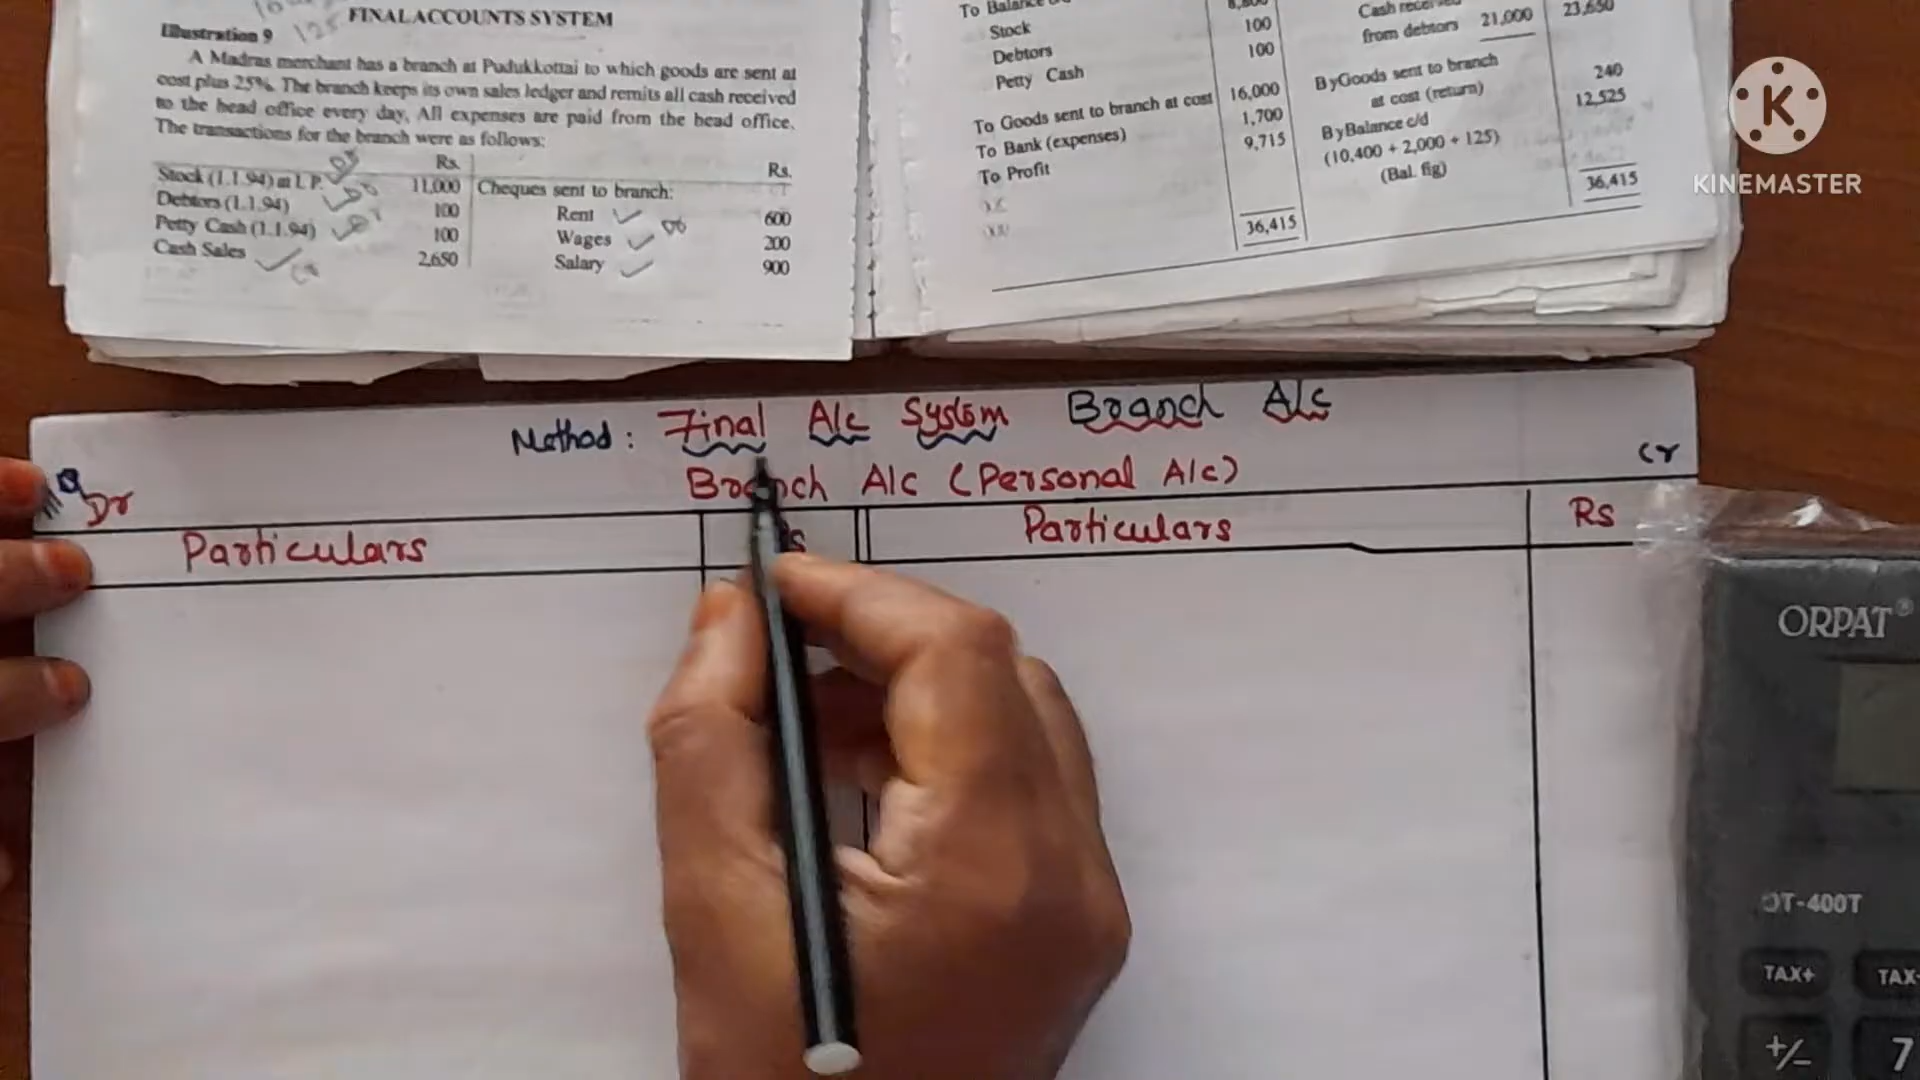 FINAL ACCOUNTS SYSTEM
Illustration 9
A Madras merchant has a branch at Pudukkottai to which goods are sent at
cost plus 25%. The branch keeps its own sales ledger and remits all cash received
to the head office every day. All expenses are paid from the head office.
The transactions for the branch were as follows:
Rs. Rs.
Stock (1.1.94) at I.P. 11,000 Cheques sent to branch:
Debtors (1.1.94) 100 Rent 600
Petty Cash (1.1.94) 100 Wages 200
Cash Sales 2,650 Salary 900
To Balance
Stock 8,800
Debtors 100
Petty Cash 100
To Goods sent to branch at cost 16,000
To Bank (expenses) 1,700
To Profit 9,715
36,415
Cash received
from debtors 21,000 23,650
By Goods sent to branch
at cost (return) 240
By Balance c/d 12,525
(10,400 + 2,000 + 125)
(Bal. fig)
36,415
KINEMASTER
Method: Final A/c System Branch A/c
Dr Branch A/c (Personal A/c) Cr
Particulars Particulars Rs
ORPAT®
OT-400T
TAX+ TAX-
+/- 7